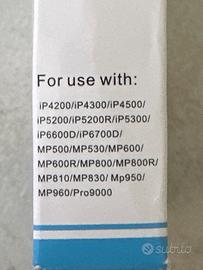 For use with:
iP4200/iP4300/iP4500/
iP5200/iP5200R/iP5300/
iP6600D/iP6700D/
MP500/MP530/MP600/
MP600R/MP800/MP800R/
MP810/MP830/ Mp950/
MP960/Pro9000
subito